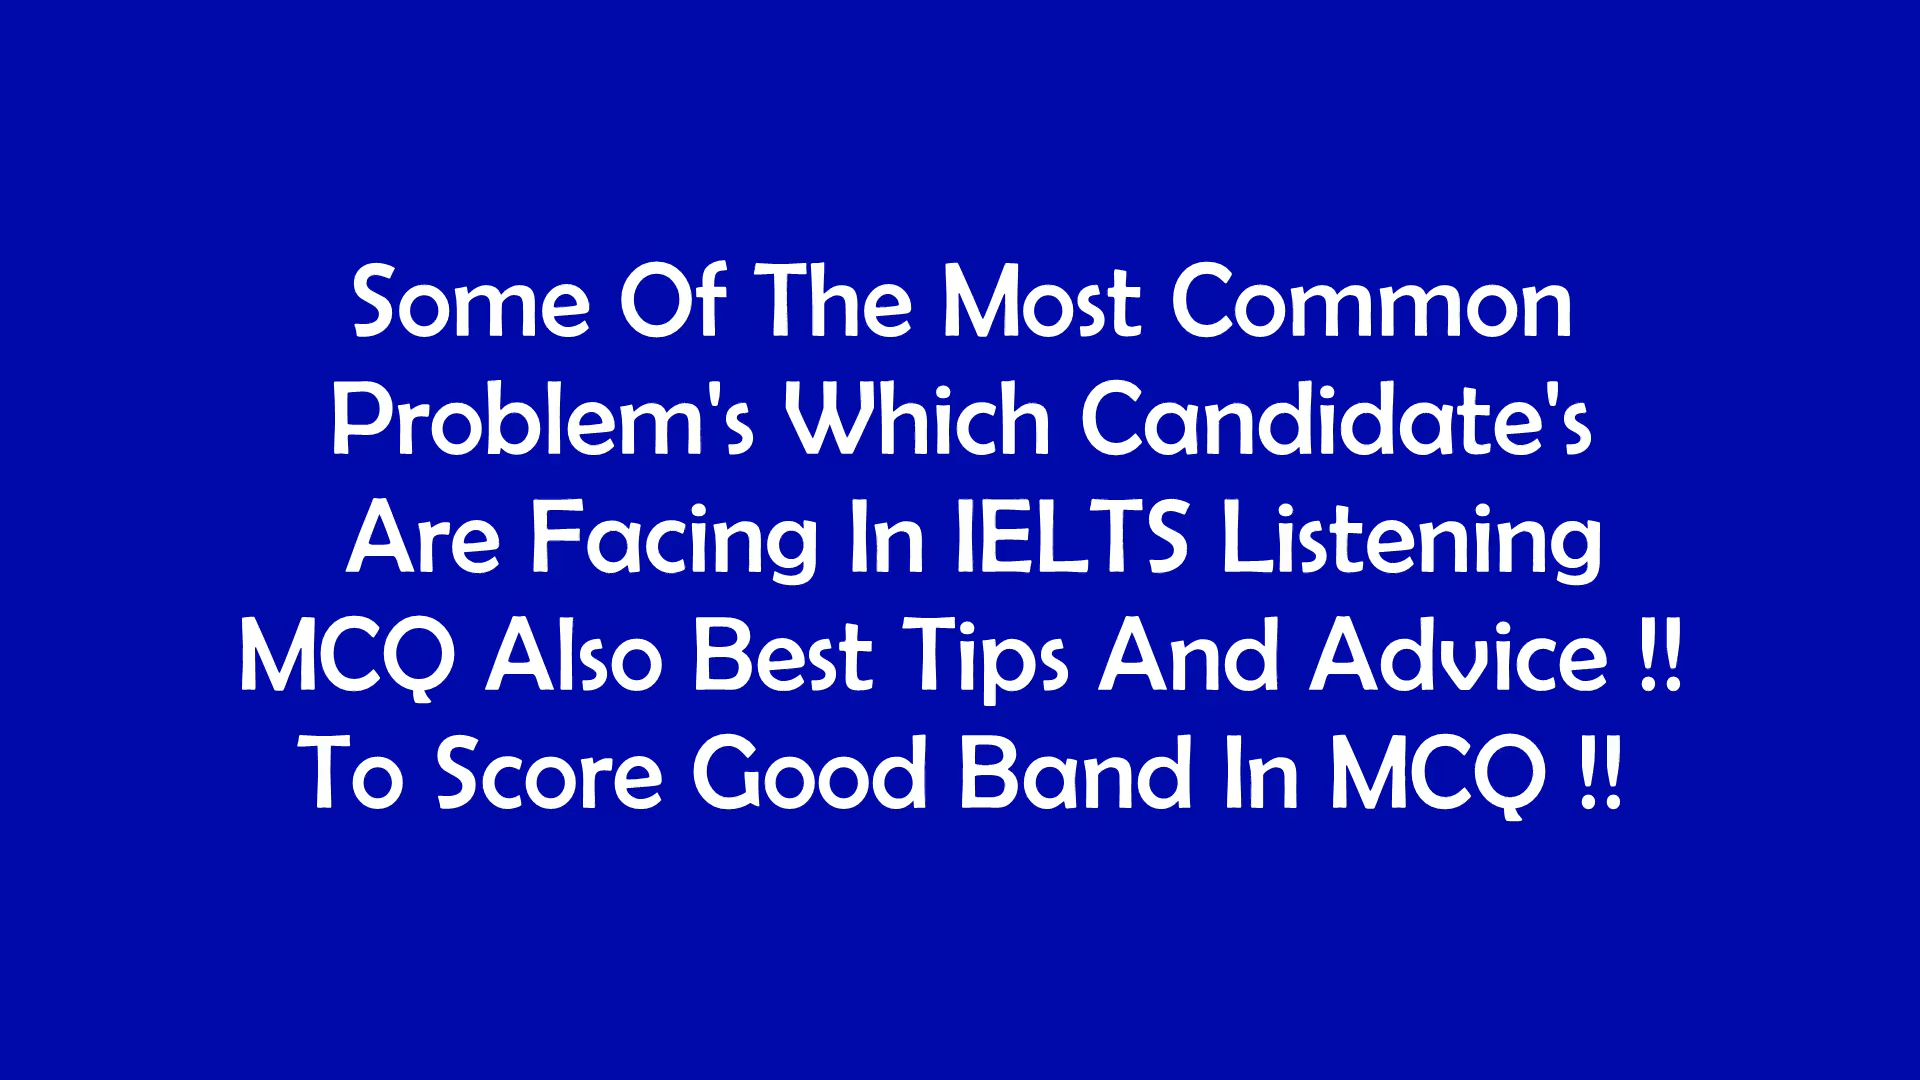 Some Of The Most Common
Problem's Which Candidate's
Are Facing In IELTS Listening
MCQ Also Best Tips And Advice !!
To Score Good Band In MCQ !!